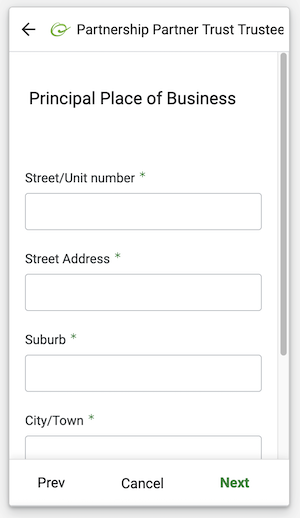 Partnership Partner Trust Trustee
Principal Place of Business
Street/Unit number *
Street Address *
Suburb *
City/Town *
Prev Cancel Next